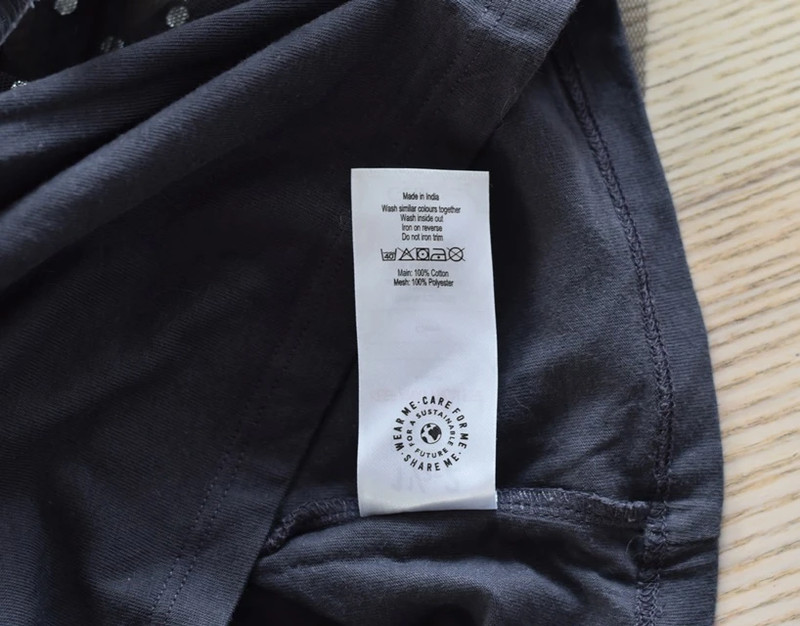 Made in India
Wash similar colours together
Wash inside out
Iron on reverse
Do not iron trim
40
Main: 100% Cotton
Mesh: 100% Polyester
WEAR ME · CARE FOR ME · SHARE ME ·
FOR A SUSTAINABLE FUTURE